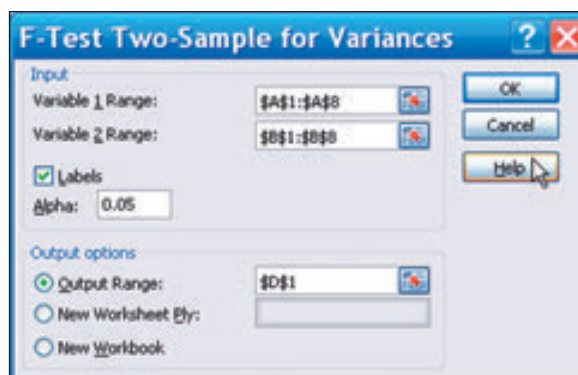 F-Test Two-Sample for Variances ?
Input
Variable 1 Range: $A$1:$A$8
Variable 2 Range: $B$1:$B$8
Labels
Alpha: 0.05
OK
Cancel
Help
Output options
Output Range: $D$1
New Worksheet Ply:
New Workbook